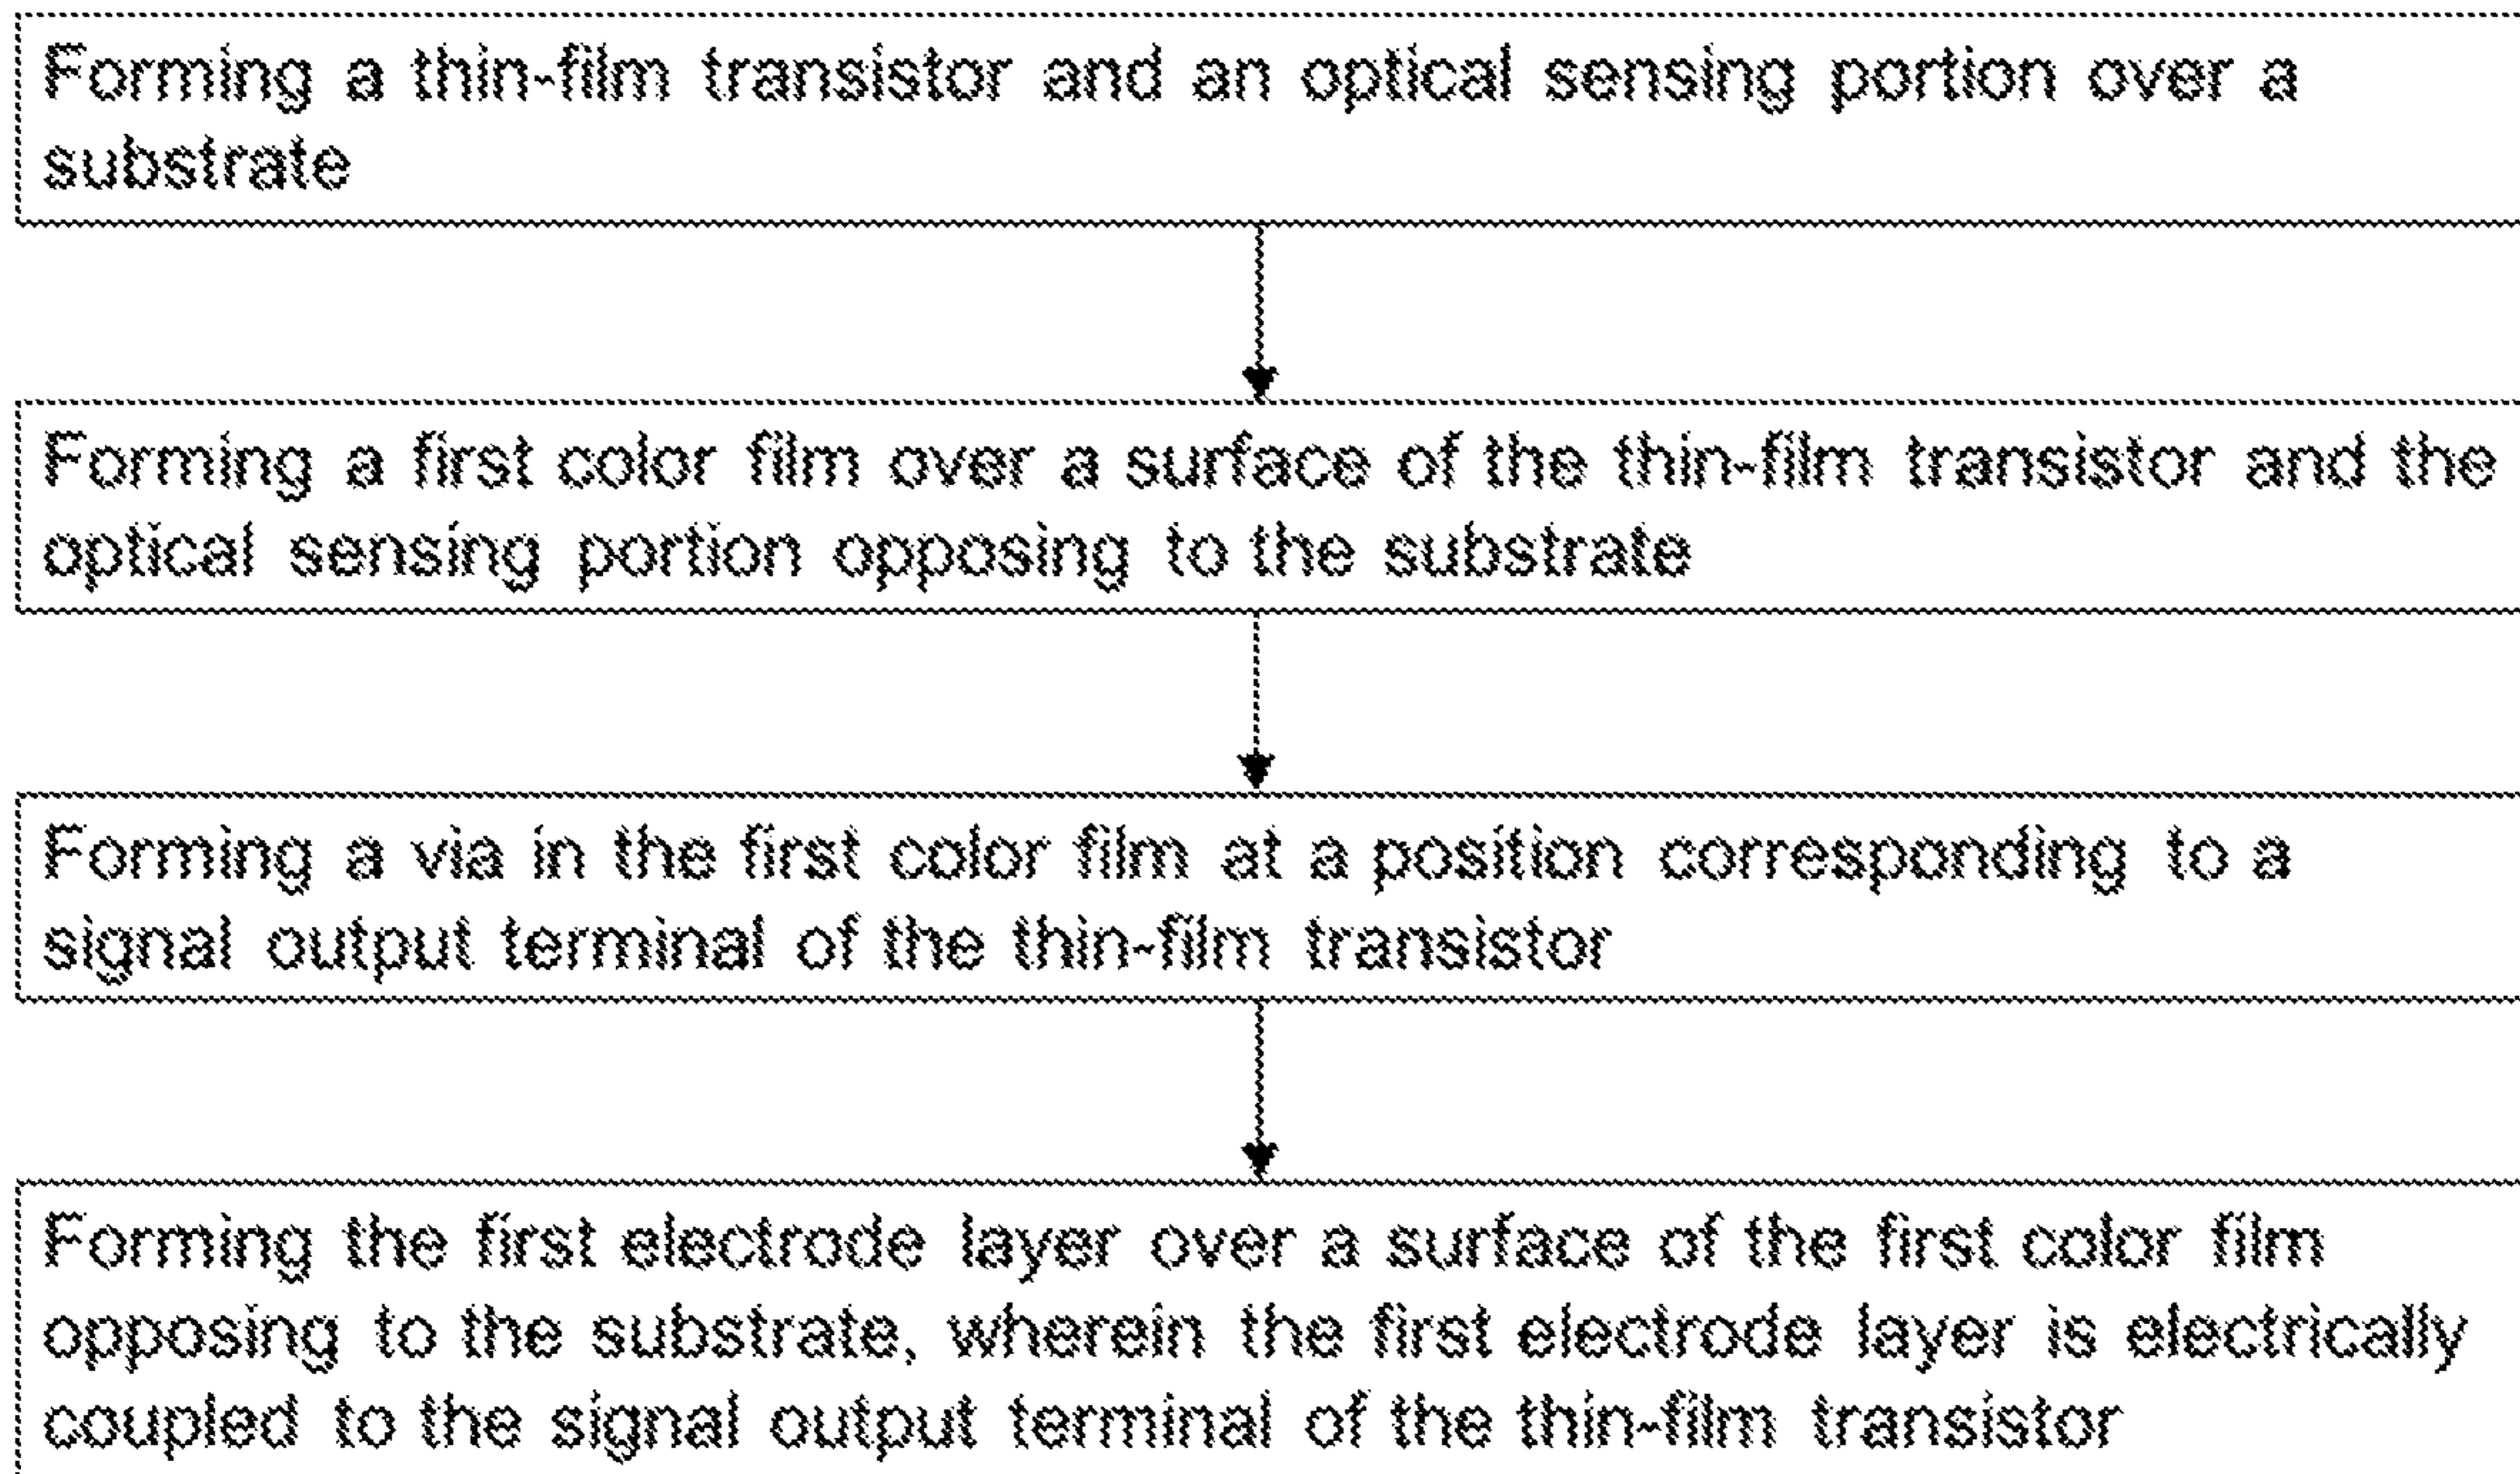 Forming a thin-film transistor and an optical sensing portion over a
substrate
Forming a first color film over a surface of the thin-film transistor and the
optical sensing portion opposing to the substrate
Forming a via in the first color film at a position corresponding to a
signal output terminal of the thin-film transistor
Forming the first electrode layer over a surface of the first color film
opposing to the substrate, wherein the first electrode layer is electrically
coupled to the signal output terminal of the thin-film transistor